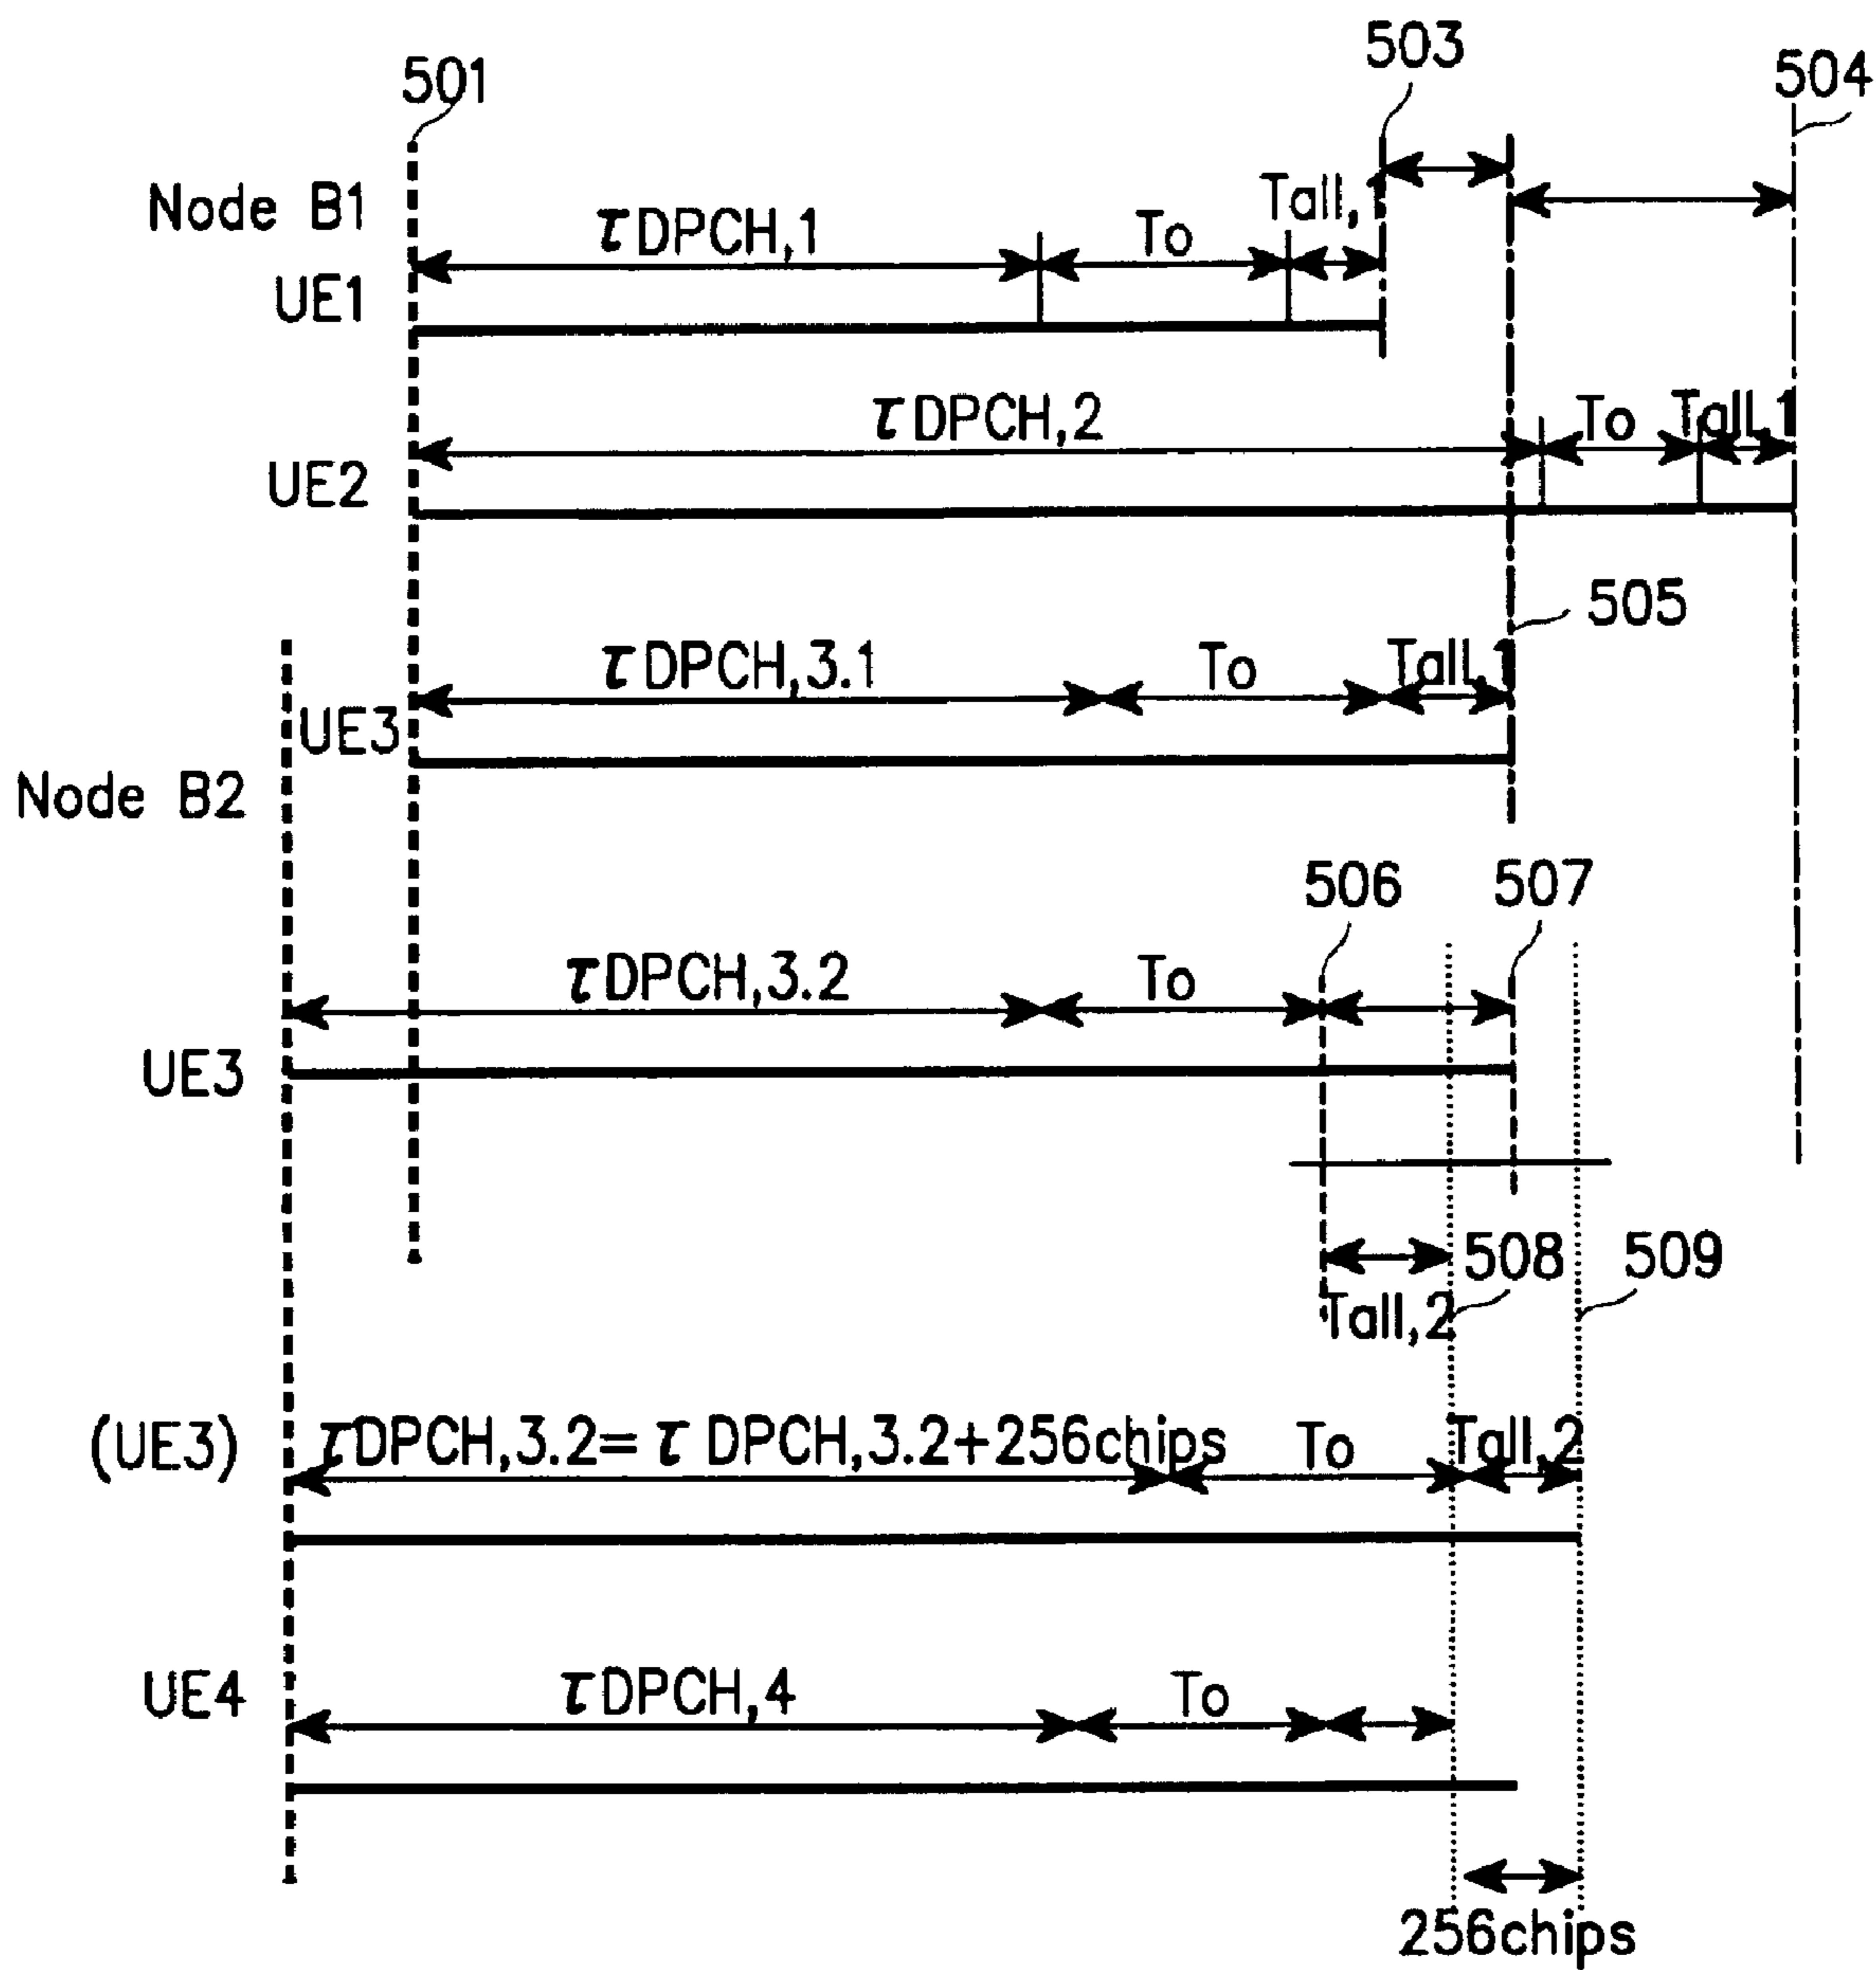 501
503
504
Node B1
τDPCH,1
To
Tall,1
UE1
τDPCH,2
To
Tall,1
UE2
505
τDPCH,3.1
To
Tall,1
UE3
Node B2
506
507
τDPCH,3.2
To
UE3
508
509
Tall,2
(UE3)
τDPCH,3.2= τ DPCH,3.2+256chips
To
Tall,2
UE4
τDPCH,4
To
256chips